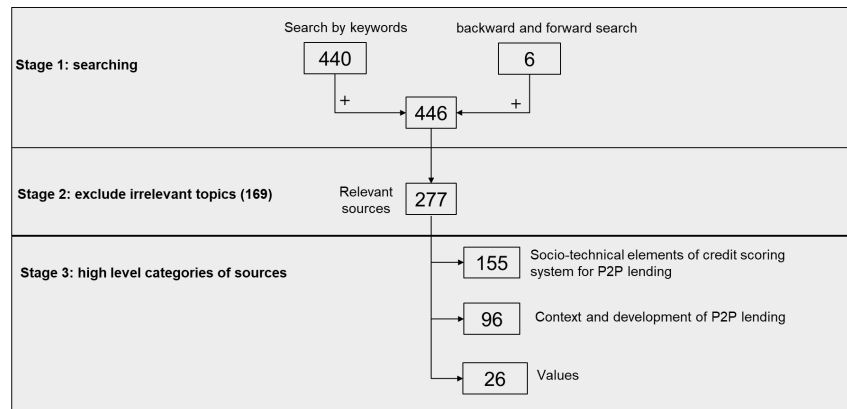 Search by keywords
backward and forward search
440
6
Stage 1: searching
+
+
446
Stage 2: exclude irrelevant topics (169)
Relevant
sources
277
Stage 3: high level categories of sources
155
Socio-technical elements of credit scoring
system for P2P lending
96
Context and development of P2P lending
26
Values